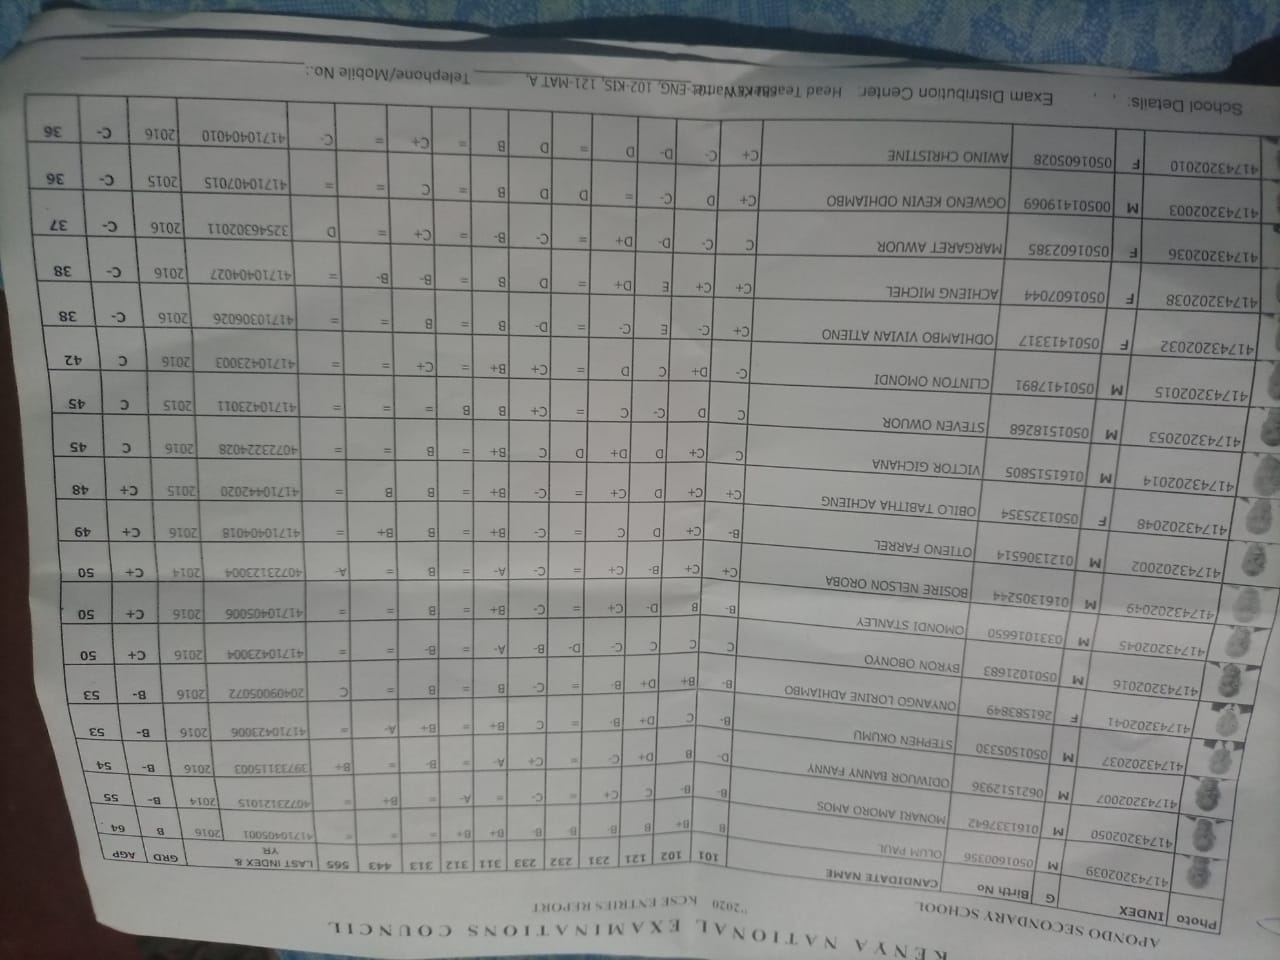 KENYA NATIONAL EXAMINATIONS COUNCIL
"2020 KCSE ENTRIES REPORT
APONDO SECONDARY SCHOOL
Photo INDEX G Birth No CANDIDATE NAME 101 102 121 231 232 233 311 312 313 443 565 LAST INDEX & YR GRD AGP
41743202039 M 0501600356 OLUM PAUL B B+ B B- B- B- B+ B+ = = = 41710405001 2016 B 64
41743202050 M 0161337642 MONARI AMORO AMOS B- B- C C+ = C- B+ A- = B+ = 40723121015 2014 B- 55
41743202007 M 0621512936 ODIWUOR BANNY FANNY D- B D+ C- = C+ A- = B- = B+ 39733115003 2016 B- 54
41743202037 M 0501501530 STEPHEN OKUMU B- C D+ B- = C B+ = B+ A- = 41710423006 2016 B- 53
41743202041 F 261583849 ONYANGO LORINE ADHIAMBO B- B+ D+ B- = C- B = B = C 20409005072 2016 B- 53
41743202016 M 0501021683 BYRON OBONYO C C C C- D- B- A- = B- = = 41710423004 2016 C+ 50
41743202045 M 0331016650 OMONDI STANLEY B- B D- C+ = C- B+ = B = = 41710405006 2016 C+ 50
41743202049 M 0161305244 BOSIRE NELSON OROBA C+ C+ B- C+ = C- A- = B = A- 40723123004 2014 C+ 50
41743202002 M 0121306514 OTIENO FARREL B- C+ D C = C- B+ = B B+ = 41710404018 2016 C+ 49
41743202048 F 0501325354 OBILO TABITHA ACHIENG C+ C+ D C+ = C- B+ = B B = 41710442020 2015 C+ 48
41743202014 M 0161515805 VICTOR GICHANA C C+ D D+ D C B+ = B = = 40723224028 2016 C 45
41743202053 M 0501518268 STEVEN OWUOR C D C- C = C+ B B = = = 41710423011 2015 C 45
41743202015 M 0501417891 CLINTON OMONDI C- D+ C D = C+ B+ = C+ = = 41710423003 2016 C 42
41743202032 F 0501413317 ODHIAMBO VIVIAN ATIENO C+ C- E C- = D- B = B = = 41710306026 2016 C- 38
41743202038 F 0501607044 ACHIENG MICHEL C+ C+ E D+ = D B = B- B- = 41710404027 2016 C- 38
41743202036 F 0501602385 MARGARET AWUOR C C- D- D+ = C- B- = C+ = D 32546302011 2016 C- 37
41743202003 M 00501419069 OGWENO KEVIN ODHIAMBO C+ D C- = D D B = C = = 41710407015 2015 C- 36
41743202010 F 0501605028 AWINO CHRISTINE C+ C- D- D = D B = C+ = C- 41710404010 2016 C- 36
School Details: , , Exam Distribution Center: Head -ENG, 102-KIS, 121-MAT A, Telephone/Mobile No.: